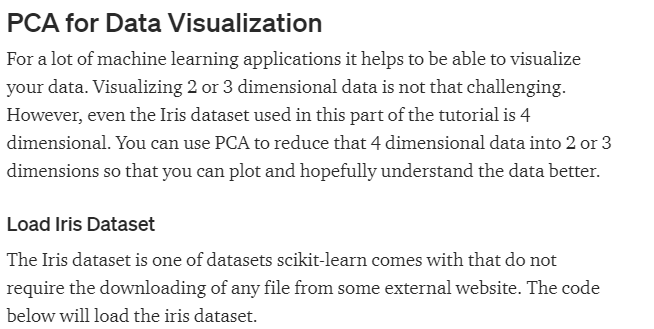 PCA for Data Visualization
For a lot of machine learning applications it helps to be able to visualize
your data. Visualizing 2 or 3 dimensional data is not that challenging.
However, even the Iris dataset used in this part of the tutorial is 4
dimensional. You can use PCA to reduce that 4 dimensional data into 2 or 3
dimensions so that you can plot and hopefully understand the data better.
Load Iris Dataset
The Iris dataset is one of datasets scikit-learn comes with that do not
require the downloading of any file from some external website. The code
below will load the iris dataset.